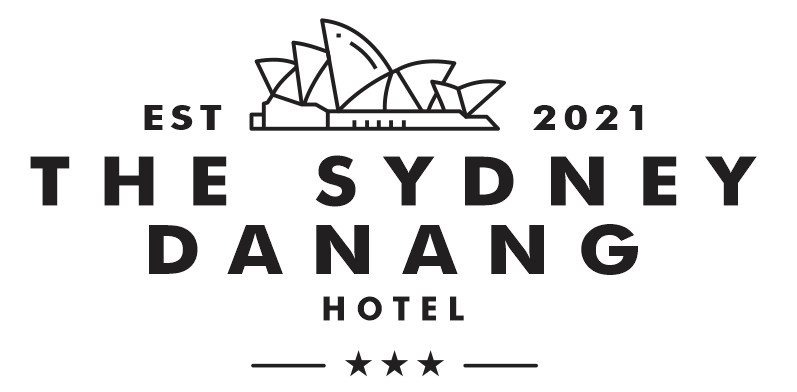 EST 2021
THE SYDNEY
DANANG
HOTEL